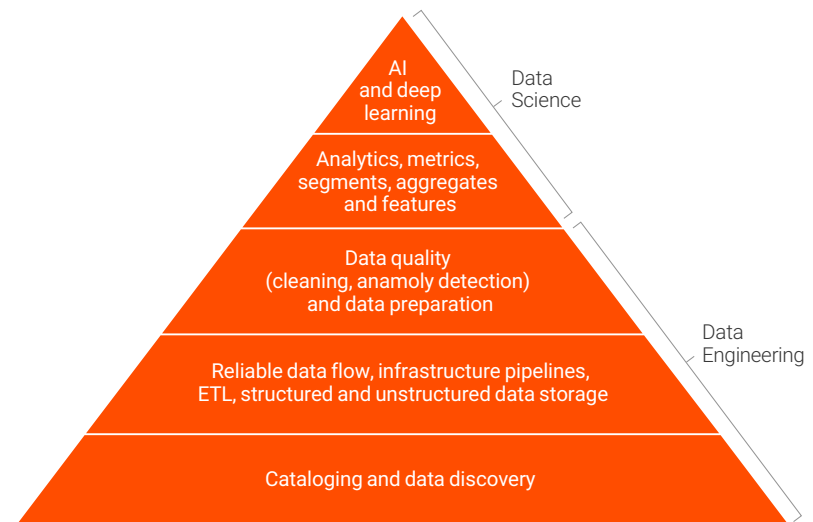 AI
and deep
learning
Data
Science
Analytics, metrics,
segments, aggregates
and features
Data quality
(cleaning, anamoly detection)
and data preparation
Data
Engineering
Reliable data flow, infrastructure pipelines,
ETL, structured and unstructured data storage
Cataloging and data discovery